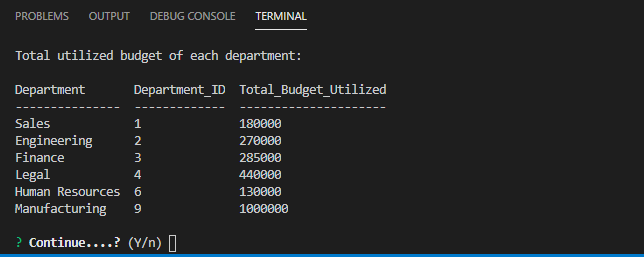 PROBLEMS OUTPUT DEBUG CONSOLE TERMINAL
Total utilized budget of each department:
Department Department_ID Total_Budget_Utilized
--------------- ------------- ---------------------
Sales 1 180000
Engineering 2 270000
Finance 3 285000
Legal 4 440000
Human Resources 6 130000
Manufacturing 9 1000000
? Continue....? (Y/n)